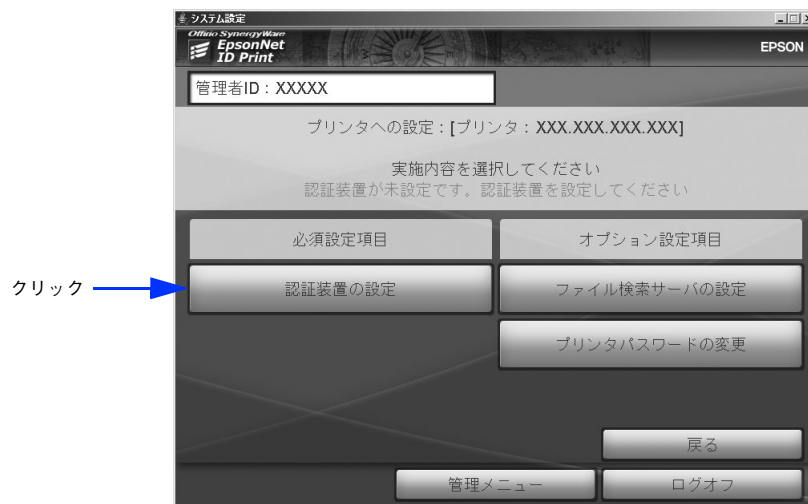 システム設定
Offirio SynergyWare
EpsonNet
ID Print
EPSON
管理者ID：XXXXX
プリンタへの設定：[プリンタ：XXX.XXX.XXX.XXX]
実施内容を選択してください
認証装置が未設定です。認証装置を設定してください
必須設定項目
オプション設定項目
クリック
認証装置の設定
ファイル検索サーバの設定
プリンタパスワードの変更
戻る
管理メニュー
ログオフ